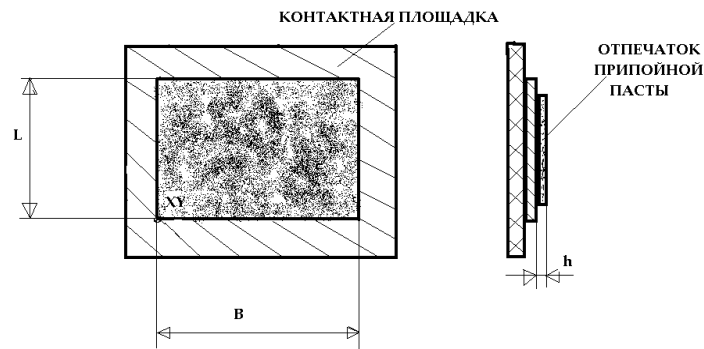 КОНТАКТНАЯ ПЛОЩАДКА
ОТПЕЧАТОК
ПРИПОЙНОЙ
ПАСТЫ
L
XY
h
B